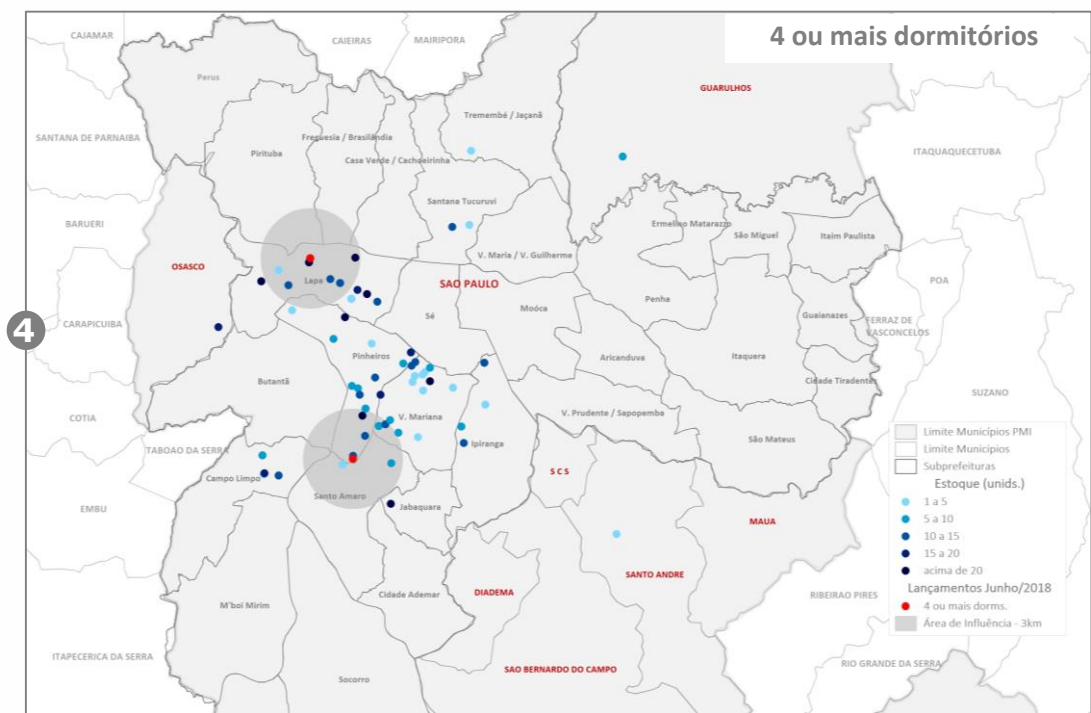 4 ou mais dormitórios
CAJAMAR
CAIEIRAS
MAIRIPORA
Perus
GUARULHOS
Tremembé / Jaçanã
SANTANA DE PARNAIBA
Freguesia / Brasilândia
Pirituba
Casa Verde / Cachoeirinha
ITAQUAQUECETUBA
Santana Tucuruvi
BARUERI
Ermelino Matarazzo
São Miguel
Itaim Paulista
V. Maria / V. Guilherme
OSASCO
Lapa
SAO PAULO
POA
Penha
Moóca
Sé
Guaianazes
FERRAZ DE
VASCONCELOS
4
CARAPICUIBA
Pinheiros
Aricanduva
Itaquera
Butantã
Cidade Tiradentes
SUZANO
COTIA
V. Mariana
V. Prudente / Sapopemba
Ipiranga
São Mateus
TABOAO DA SERRA
S C S
Campo Limpo
Santo Amaro
Jabaquara
EMBU
MAUA
SANTO ANDRE
DIADEMA
Cidade Ademar
M'boi Mirim
RIBEIRAO PIRES
ITAPECERICA DA SERRA
SAO BERNARDO DO CAMPO
RIO GRANDE DA SERRA
Socorro
Limite Municípios PMI
Limite Municípios
Subprefeituras
Estoque (unids.)
1 a 5
5 a 10
10 a 15
15 a 20
acima de 20
Lançamentos Junho/2018
4 ou mais dorms.
Área de Influência - 3km